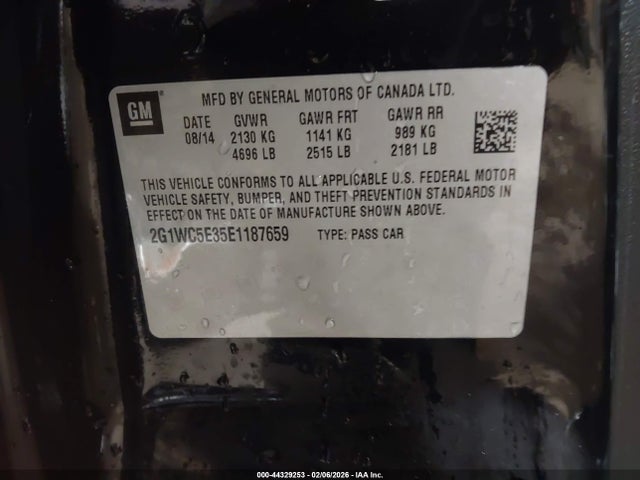 GM
MFD BY GENERAL MOTORS OF CANADA LTD.
DATE GVWR GAWR FRT GAWR RR
08/14 2130 KG 1141 KG 989 KG
4696 LB 2515 LB 2181 LB
THIS VEHICLE CONFORMS TO ALL APPLICABLE U.S. FEDERAL MOTOR
VEHICLE SAFETY, BUMPER, AND THEFT PREVENTION STANDARDS IN
EFFECT ON THE DATE OF MANUFACTURE SHOWN ABOVE.
2G1WC5E35E1187659 TYPE: PASS CAR
000-44329253 - 02/06/2026 - IAA Inc.